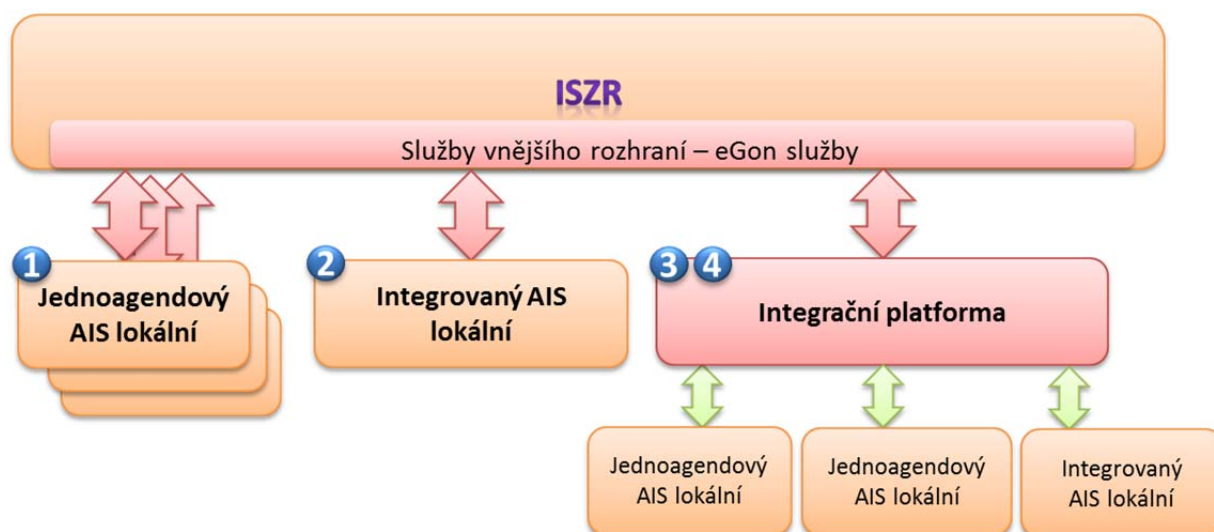 ISZR
Služby vnějšího rozhraní – eGon služby
1
Jednoagendový
AIS lokální
2
Integrovaný AIS
lokální
3 4
Integrační platforma
Jednoagendový
AIS lokální
Jednoagendový
AIS lokální
Integrovaný
AIS lokální